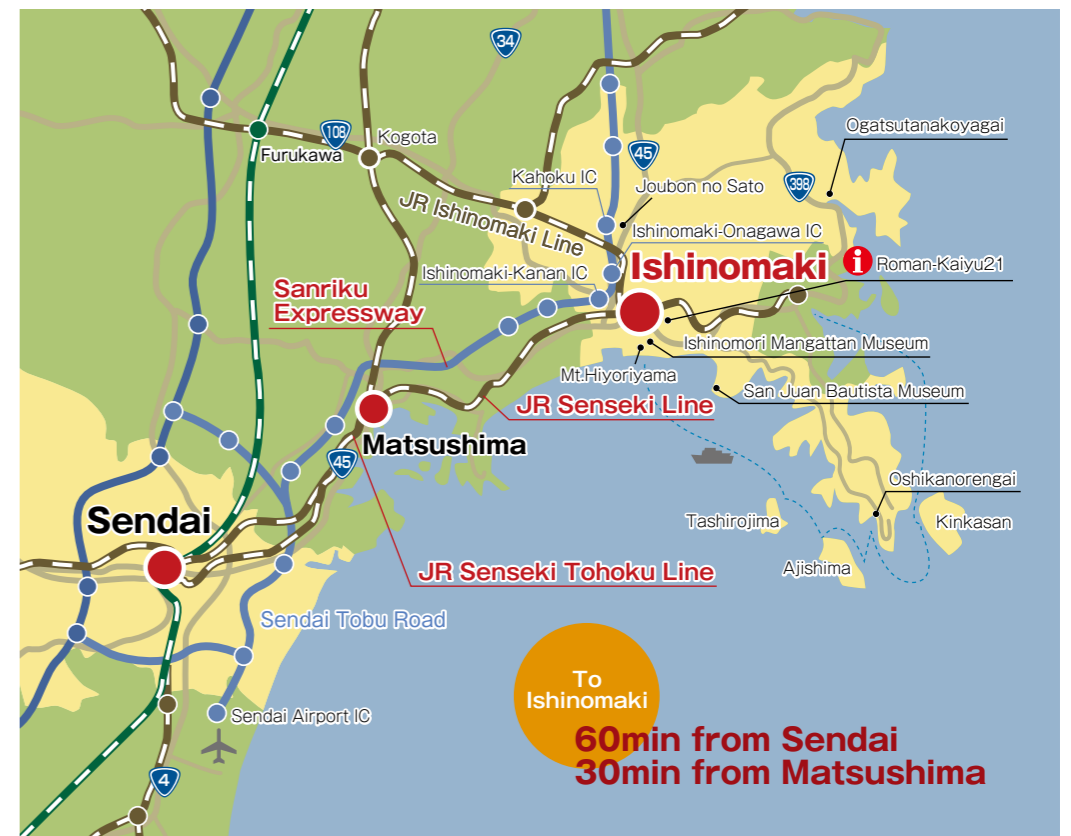 34
Ogatsutanakoyagai
108
Kogota
Furukawa
45
398
Kahoku IC
Joubon no Sato
JR Ishinomaki Line
Ishinomaki-Onagawa IC
Ishinomaki
i
Roman-Kaiyu21
Ishinomaki-Kanan IC
Sanriku
Expressway
Ishinomori Mangattan Museum
Mt.Hiyoriyama
San Juan Bautista Museum
JR Senseki Line
Matsushima
45
Oshikanorengai
Sendai
Tashirojima
Kinkasan
Ajishima
JR Senseki Tohoku Line
Sendai Tobu Road
To
Ishinomaki
Sendai Airport IC
60min from Sendai
30min from Matsushima
4